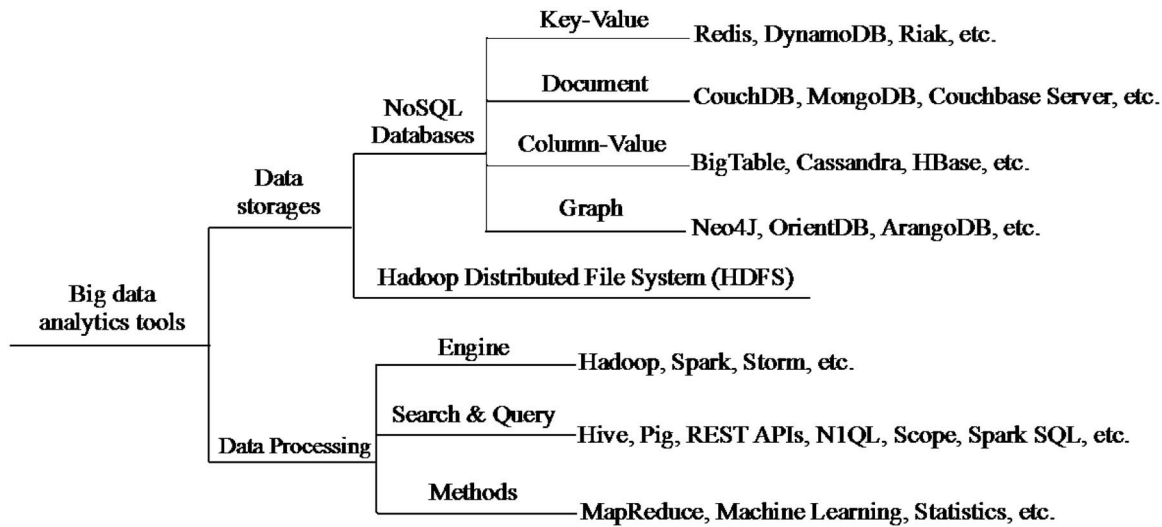 Key-Value
Redis, DynamoDB, Riak, etc.
Document
CouchDB, MongoDB, Couchbase Server, etc.
NoSQL
Databases
Column-Value
BigTable, Cassandra, HBase, etc.
Data
storages
Graph
Neo4J, OrientDB, ArangoDB, etc.
Hadoop Distributed File System (HDFS)
Big data
analytics tools
Engine
Hadoop, Spark, Storm, etc.
Search & Query
Hive, Pig, REST APIs, N1QL, Scope, Spark SQL, etc.
Data Processing
Methods
MapReduce, Machine Learning, Statistics, etc.